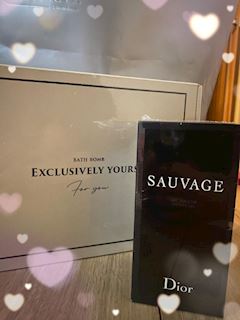 BATH BOMB
EXCLUSIVELY YOURS
For you
SAUVAGE
Dior